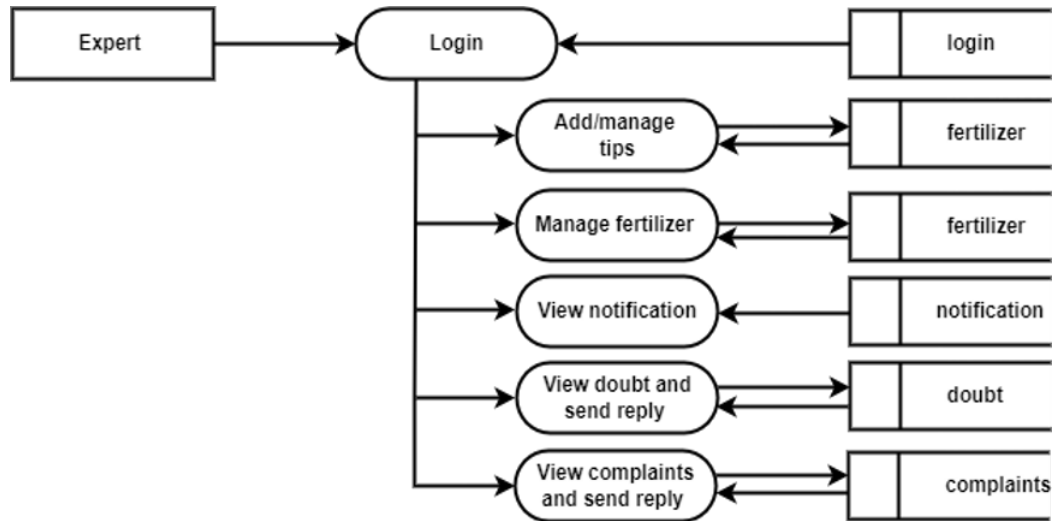 Expert
Login
login
Add/manage
tips
fertilizer
Manage fertilizer
fertilizer
View notification
notification
View doubt and
send reply
doubt
View complaints
and send reply
complaints